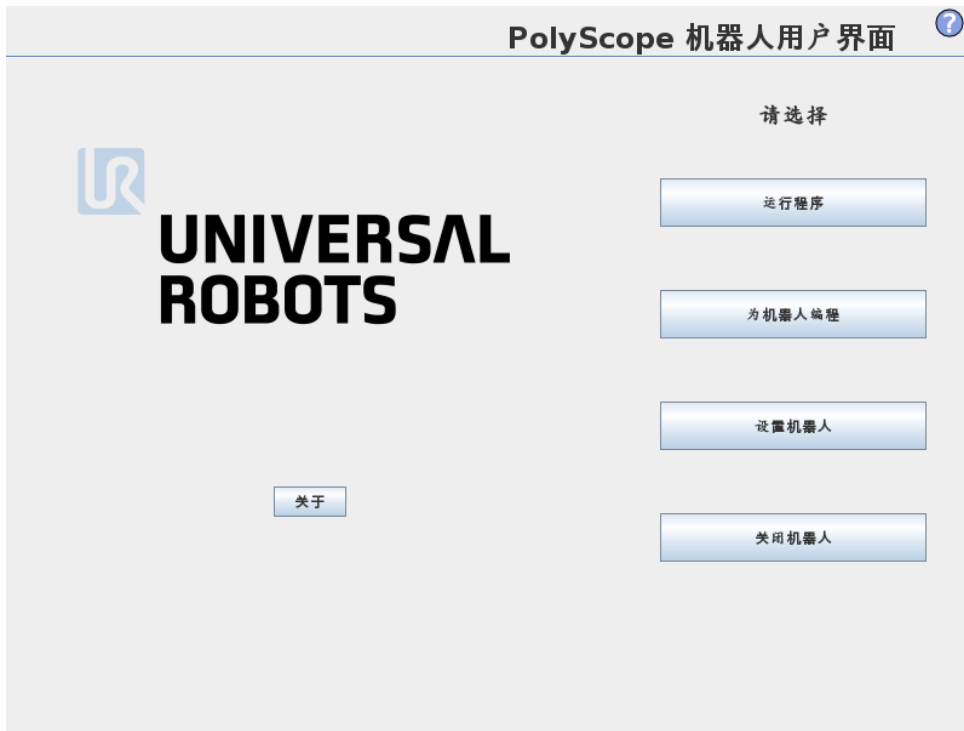 PolyScope 机器人用户界面
?
请选择
UR
UNIVERSAL
ROBOTS
运行程序
为机器人编程
设置机器人
关于
关闭机器人